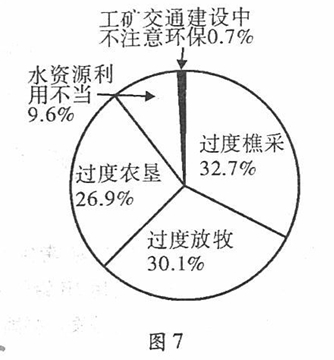 工矿交通建设中
不注意环保0.7%
水资源利
用不当
9.6%
过度樵采
32.7%
过度农垦
26.9%
过度放牧
30.1%
图7